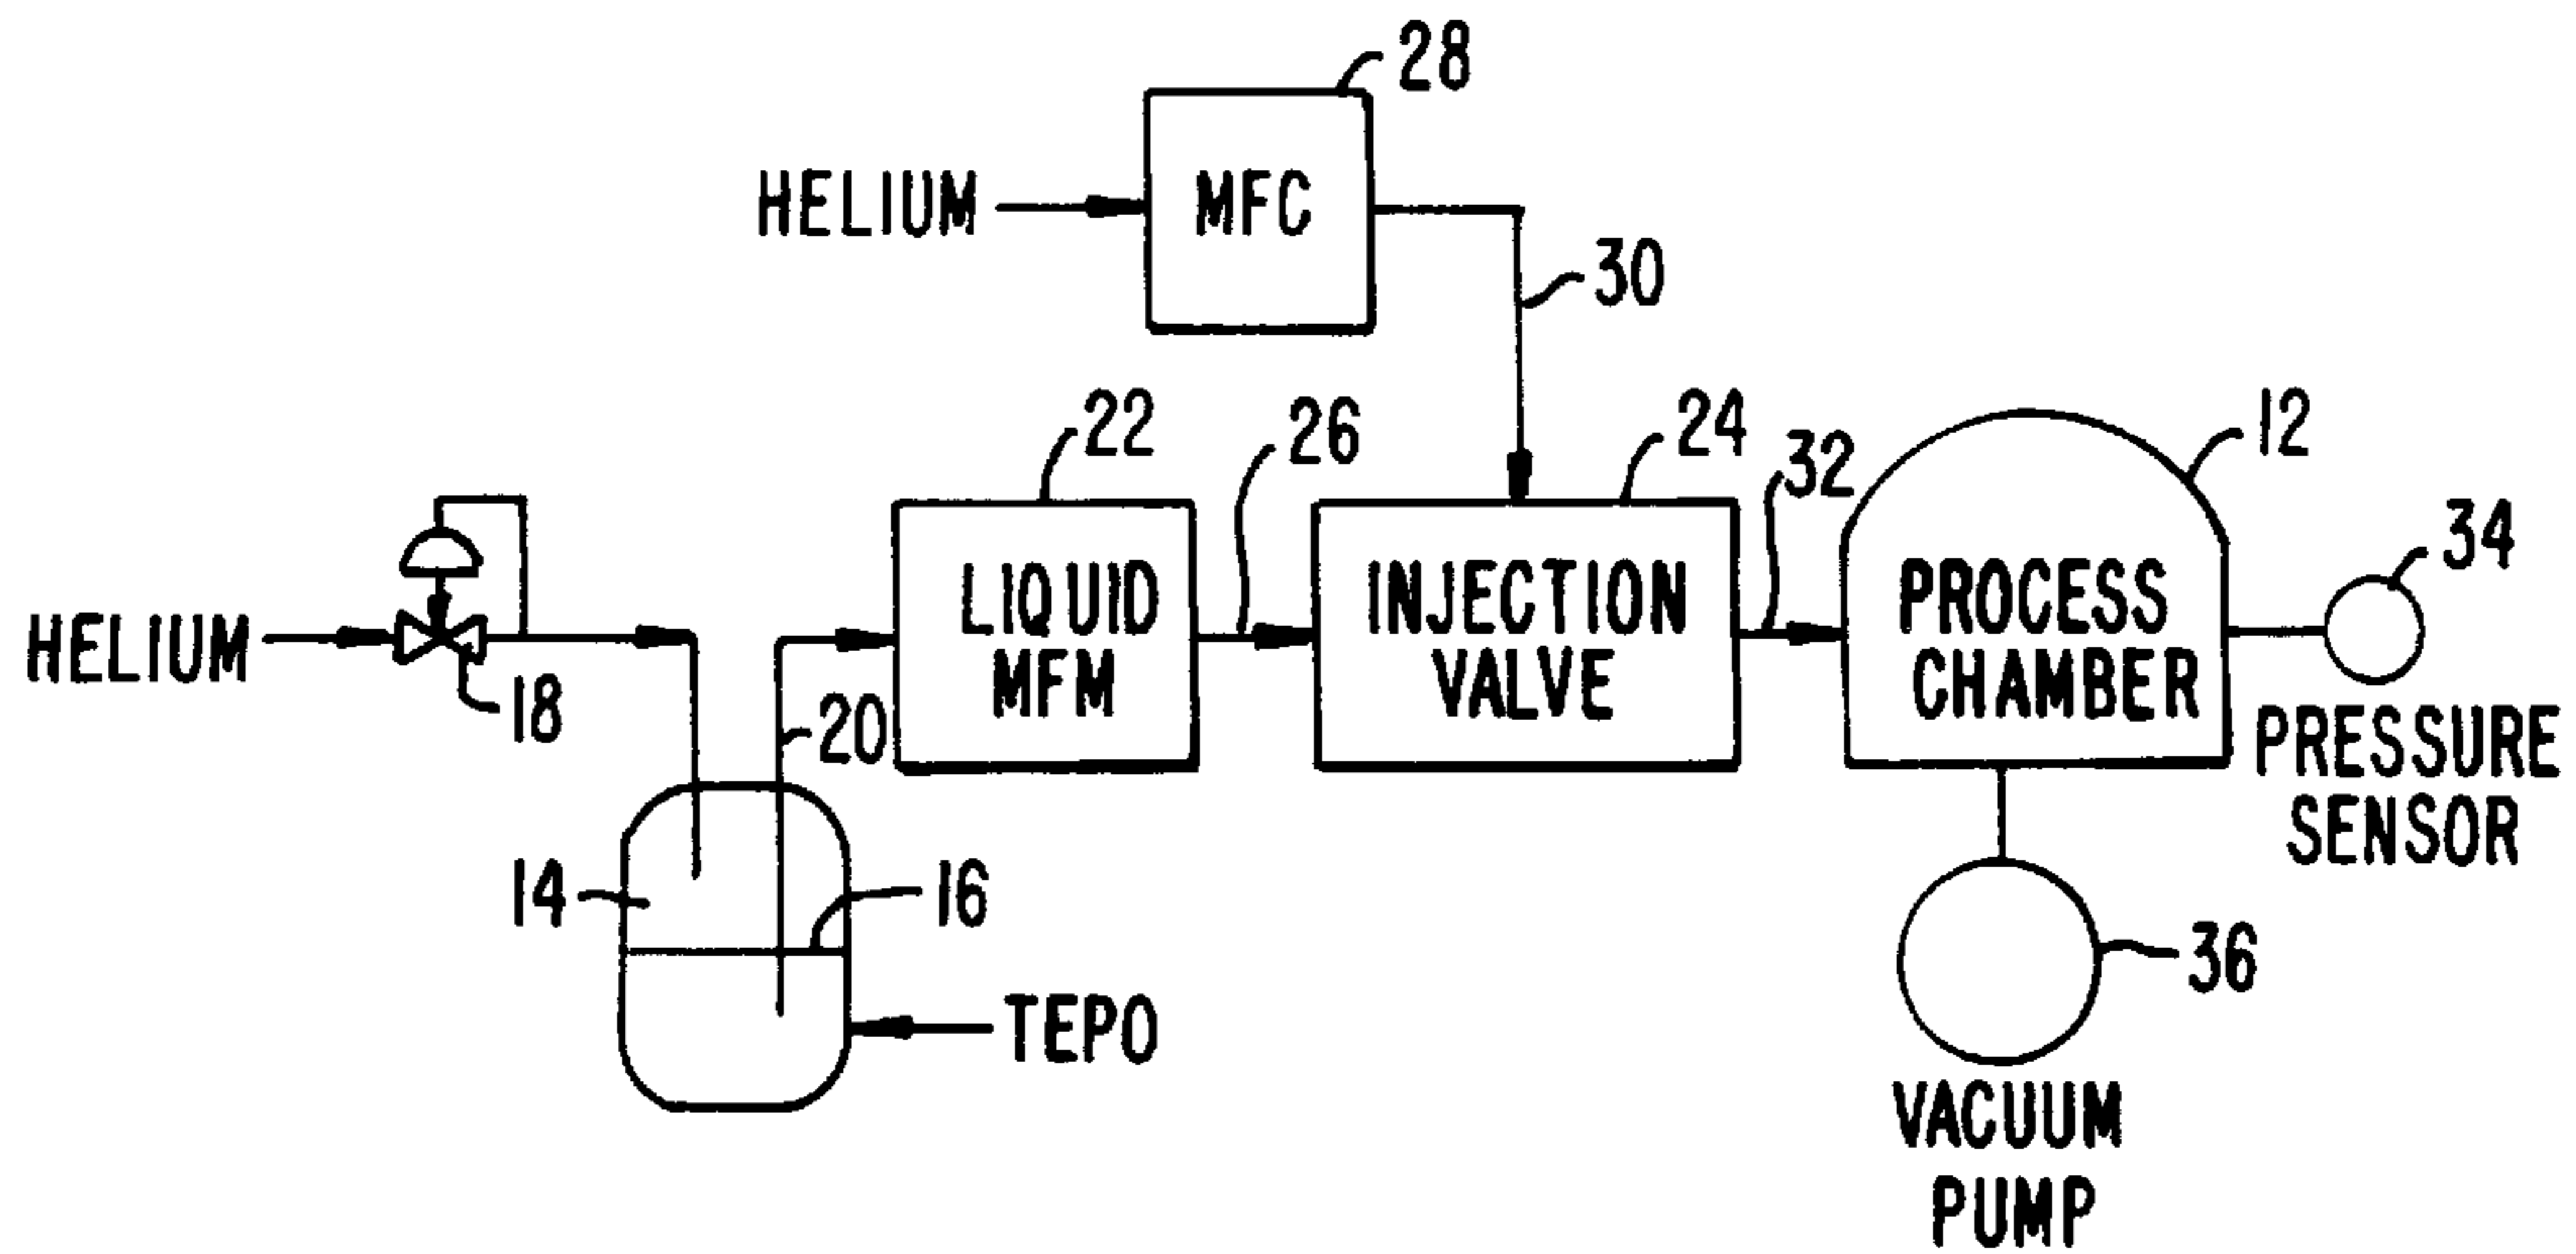 28
HELIUM
MFC
30
22
26
24
32
12
34
HELIUM
18
20
LIQUID
MFM
INJECTION
VALVE
PROCESS
CHAMBER
PRESSURE
SENSOR
14
16
TEPO
36
VACUUM
PUMP